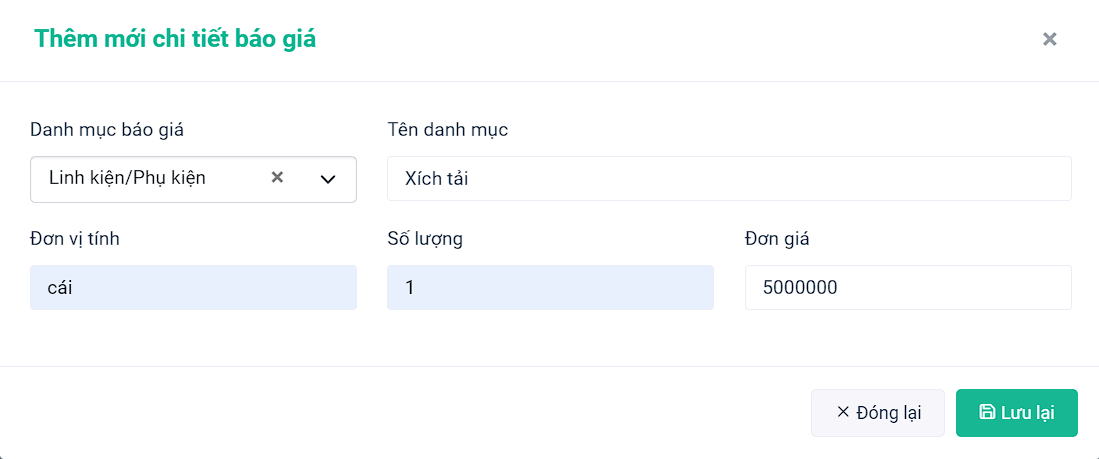 Thêm mới chi tiết báo giá
Danh mục báo giá
Tên danh mục
Linh kiện/Phụ kiện
Xích tải
Đơn vị tính
Số lượng
Đơn giá
cái
1
5000000
Đóng lại
Lưu lại